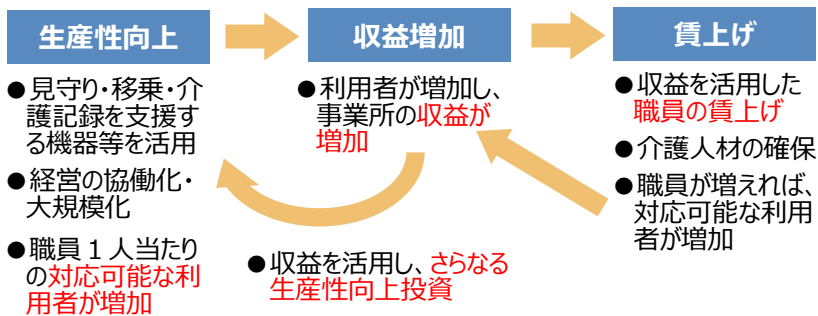 生産性向上
●見守り・移乗・介
護記録を支援す
る機器等を活用
●経営の協働化・
大規模化
●職員１人当たり
の対応可能な利
用者が増加
収益増加
●利用者が増加し、
事業所の収益が
増加
●収益を活用し、さらなる
生産性向上投資
賃上げ
●収益を活用した
職員の賃上げ
●介護人材の確保
●職員が増えれば、
対応可能な利用
者が増加